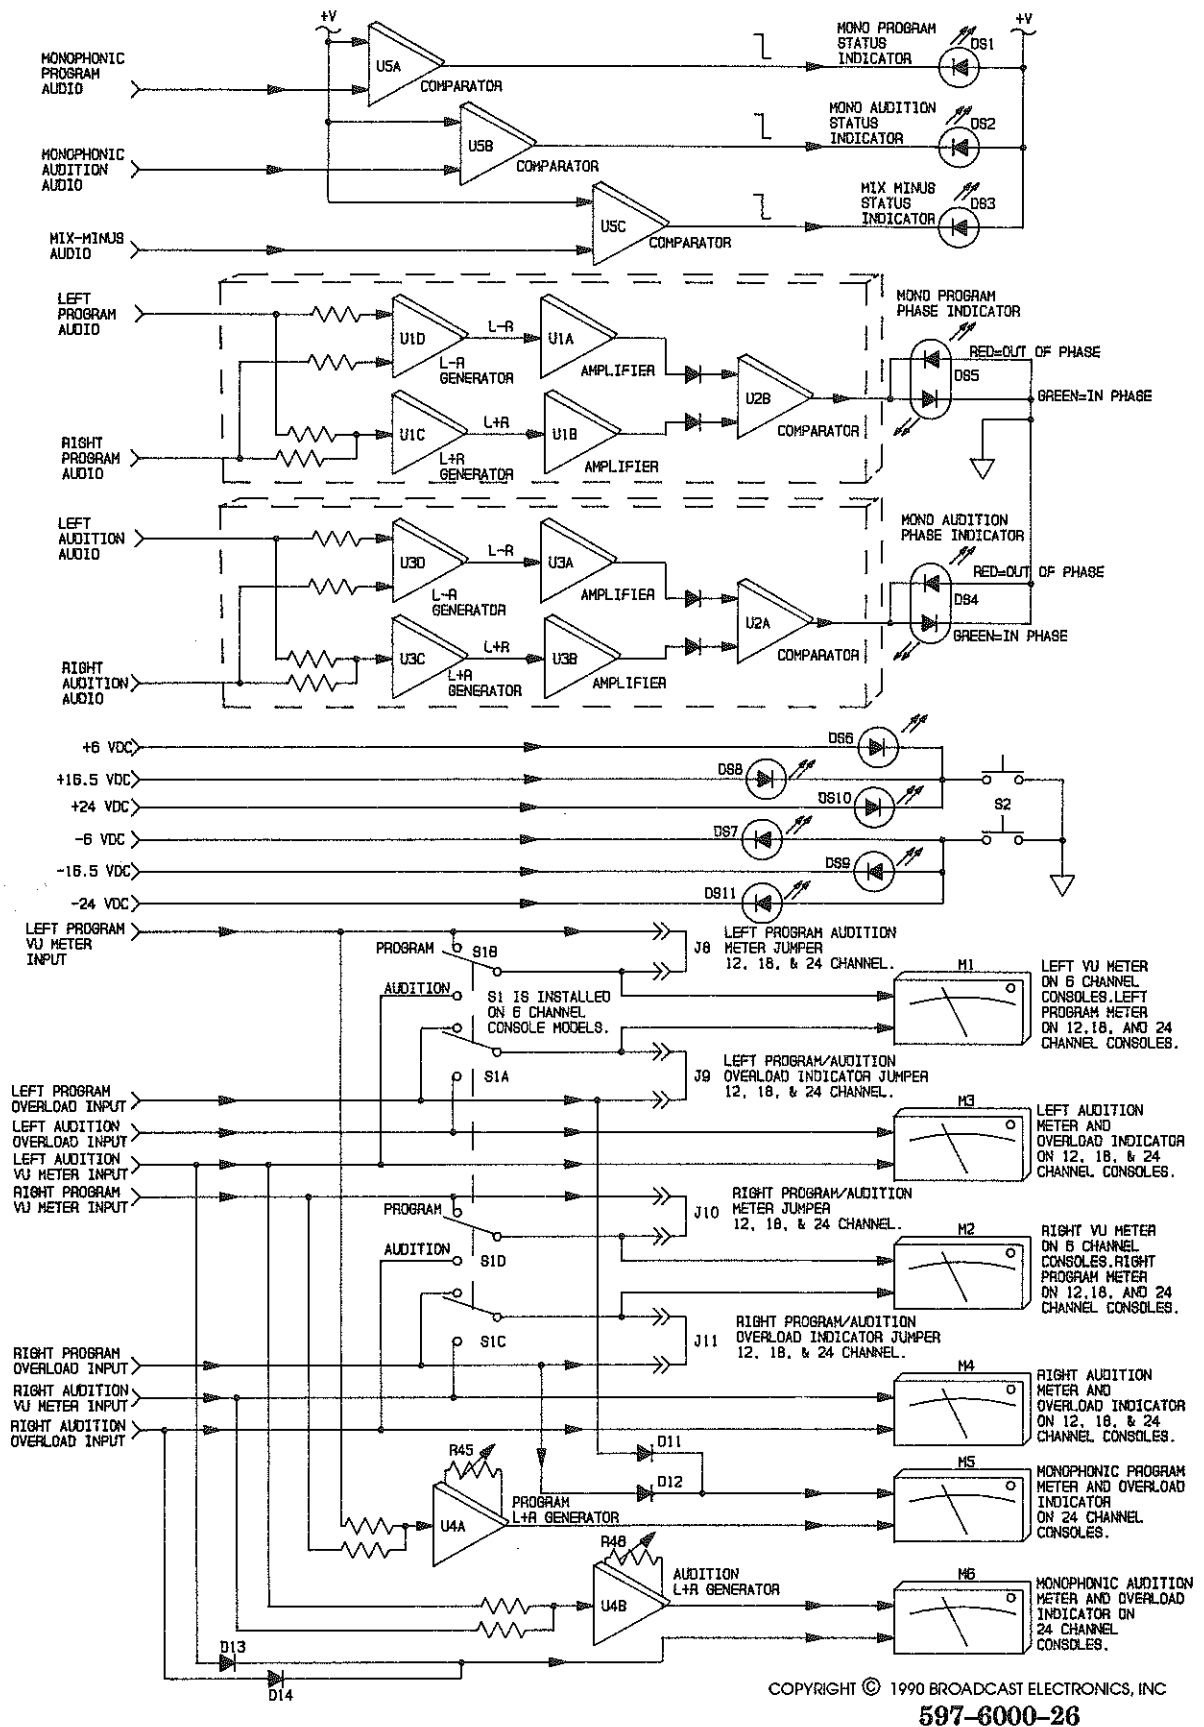 +V
+V
MONOPHONIC
PROGRAM
AUDIO
U5A
COMPARATOR
MONO PROGRAM
STATUS
INDICATOR
DS1
MONOPHONIC
AUDITION
AUDIO
U5B
COMPARATOR
MONO AUDITION
STATUS
INDICATOR
DS2
MIX-MINUS
AUDIO
U5C
COMPARATOR
MIX MINUS
STATUS
INDICATOR
DS3
LEFT
PROGRAM
AUDIO
U1D
L-R
GENERATOR
L-R
U1A
AMPLIFIER
MONO PROGRAM
PHASE INDICATOR
RED=OUT OF PHASE
DS5
GREEN=IN PHASE
U2B
COMPARATOR
RIGHT
PROGRAM
AUDIO
U1C
L+R
GENERATOR
L+R
U1B
AMPLIFIER
LEFT
AUDITION
AUDIO
U3D
L-R
GENERATOR
L-R
U3A
AMPLIFIER
MONO AUDITION
PHASE INDICATOR
RED=OUT OF PHASE
DS4
GREEN=IN PHASE
U2A
COMPARATOR
RIGHT
AUDITION
AUDIO
U3C
L+R
GENERATOR
L+R
U3B
AMPLIFIER
+6 VDC
DS6
+16.5 VDC
DS8
+24 VDC
DS10
S2
-6 VDC
DS7
-16.5 VDC
DS9
-24 VDC
DS11
LEFT PROGRAM
VU METER
INPUT
PROGRAM
S1B
AUDITION
S1 IS INSTALLED
ON 6 CHANNEL
CONSOLE MODELS.
J8
LEFT PROGRAM AUDITION
METER JUMPER
12, 18, & 24 CHANNEL.
M1
LEFT VU METER
ON 6 CHANNEL
CONSOLES.LEFT
PROGRAM METER
ON 12,18, AND 24
CHANNEL CONSOLES.
S1A
J9
LEFT PROGRAM/AUDITION
OVERLOAD INDICATOR JUMPER
12, 18, & 24 CHANNEL.
LEFT PROGRAM
OVERLOAD INPUT
LEFT AUDITION
OVERLOAD INPUT
LEFT AUDITION
VU METER INPUT
RIGHT PROGRAM
VU METER INPUT
M3
LEFT AUDITION
METER AND
OVERLOAD INDICATOR
ON 12, 18, & 24
CHANNEL CONSOLES.
PROGRAM
AUDITION
S1D
J10
RIGHT PROGRAM/AUDITION
METER JUMPER
12, 18, & 24 CHANNEL.
M2
RIGHT VU METER
ON 6 CHANNEL
CONSOLES.RIGHT
PROGRAM METER
ON 12,18, AND 24
CHANNEL CONSOLES.
S1C
J11
RIGHT PROGRAM/AUDITION
OVERLOAD INDICATOR JUMPER
12, 18, & 24 CHANNEL.
RIGHT PROGRAM
OVERLOAD INPUT
RIGHT AUDITION
VU METER INPUT
RIGHT AUDITION
OVERLOAD INPUT
M4
RIGHT AUDITION
METER AND
OVERLOAD INDICATOR
ON 12, 18, & 24
CHANNEL CONSOLES.
R45
D11
D12
U4A
PROGRAM
L+R GENERATOR
M5
MONOPHONIC PROGRAM
METER AND OVERLOAD
INDICATOR
ON 24 CHANNEL
CONSOLES.
R48
U4B
AUDITION
L+R GENERATOR
M6
MONOPHONIC AUDITION
METER AND OVERLOAD
INDICATOR ON
24 CHANNEL
CONSOLES.
D13
D14
COPYRIGHT © 1990 BROADCAST ELECTRONICS, INC
597-6000-26